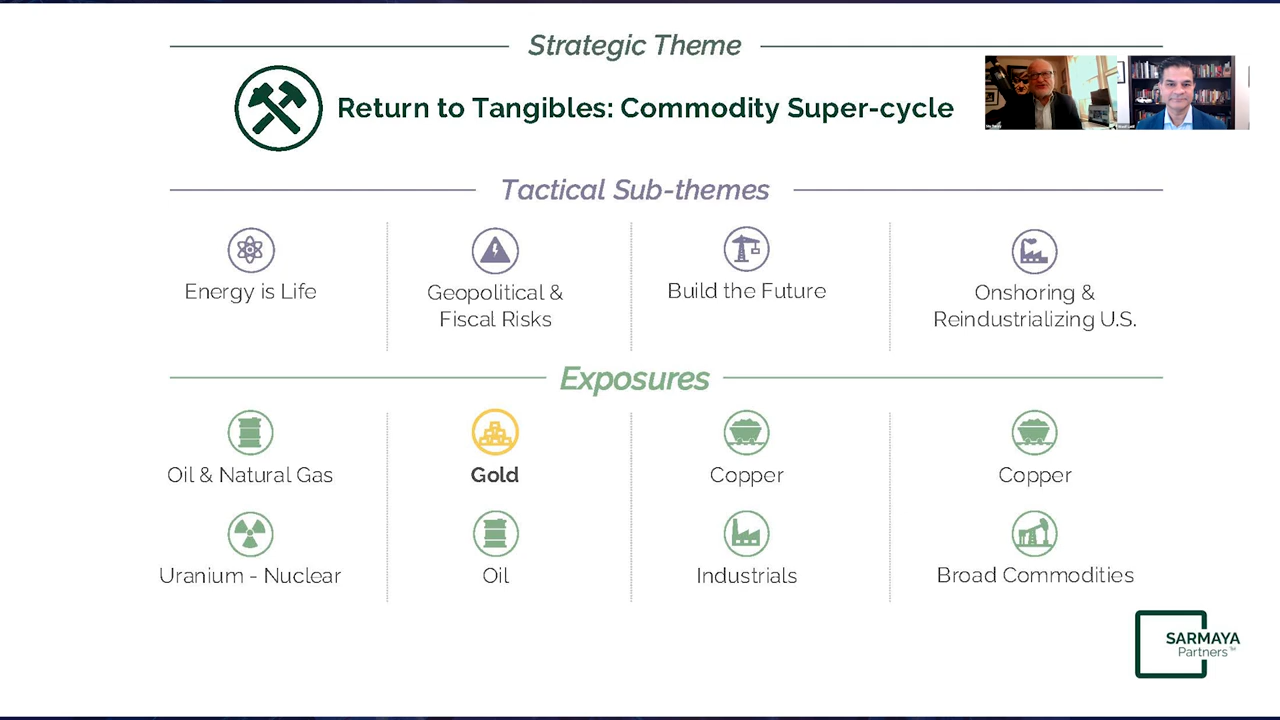 Strategic Theme
Return to Tangibles: Commodity Super-cycle
Tactical Sub-themes
Energy is Life
Geopolitical &
Fiscal Risks
Build the Future
Onshoring &
Reindustrializing U.S.
Exposures
Oil & Natural Gas
Gold
Copper
Copper
Uranium - Nuclear
Oil
Industrials
Broad Commodities
SARMAYA
Partners